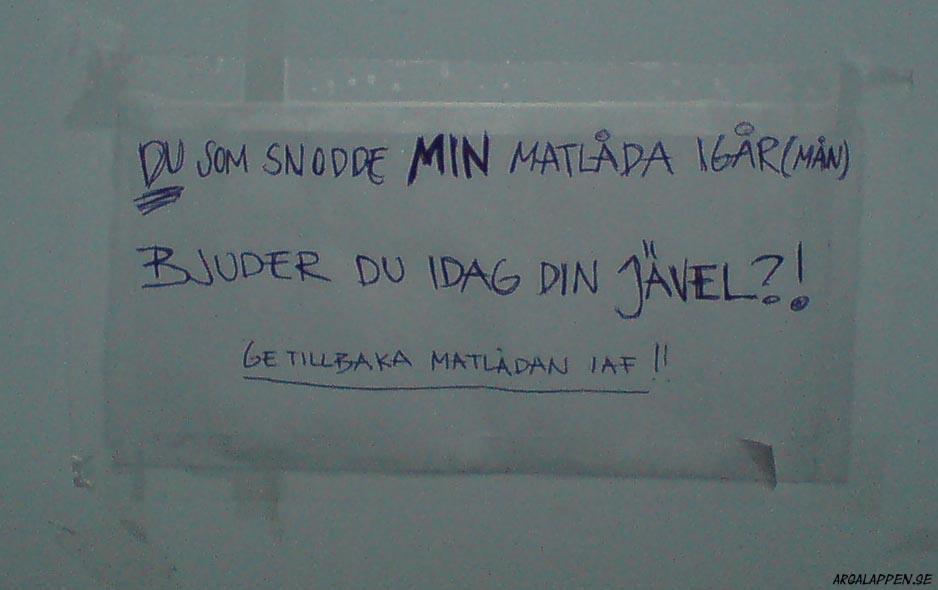 DU SOM SNODDE MIN MATLÅDA IGÅR (MÅN)
BJUDER DU IDAG DIN JÄVEL?!
GE TILLBAKA MATLÅDAN IAF!!
ARGALAPPEN.SE